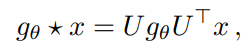 g_θ ⋆ x = U g_θ U^⊤ x ,